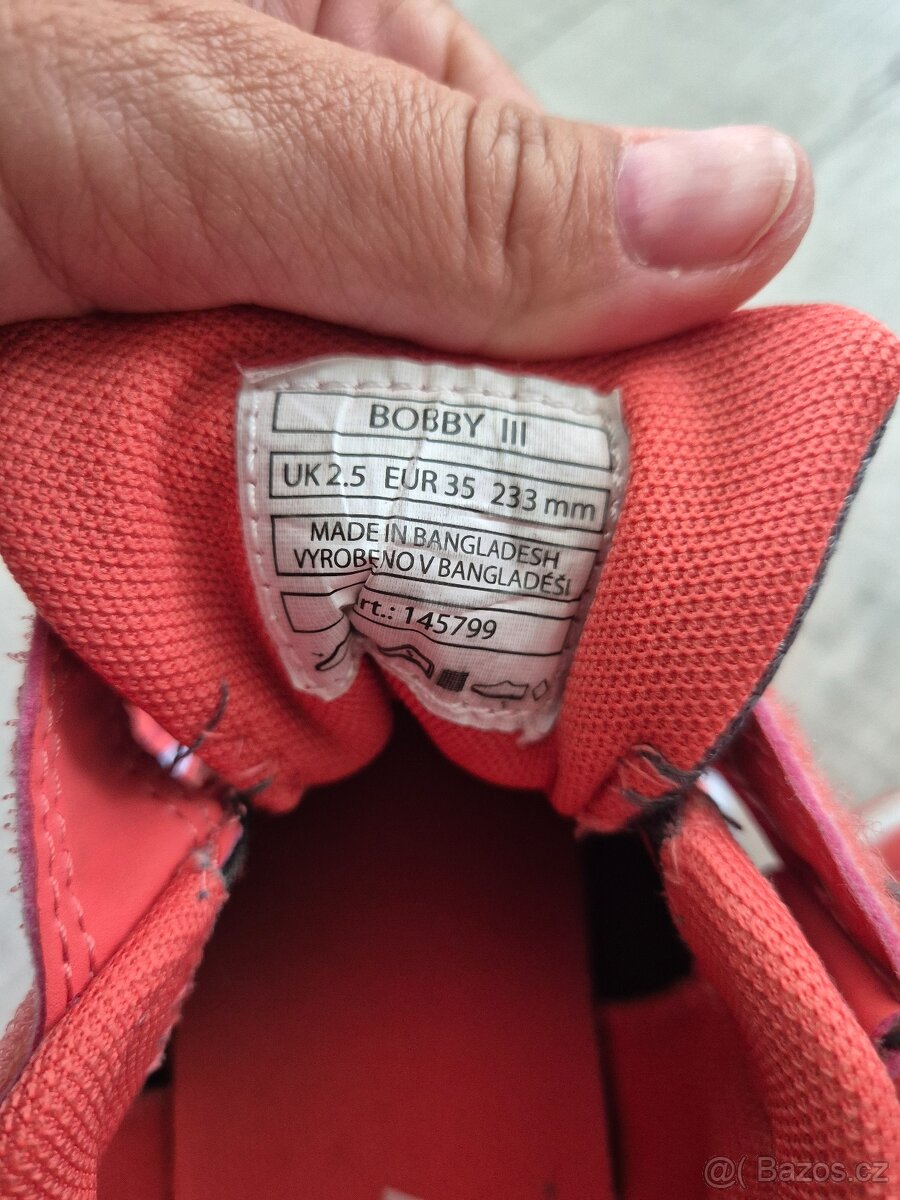 BOBBY III
UK 2.5 EUR 35 233 mm
MADE IN BANGLADESH
VYROBENO V BANGLADÉŠI
rt.: 145799
@( Bazos.cz